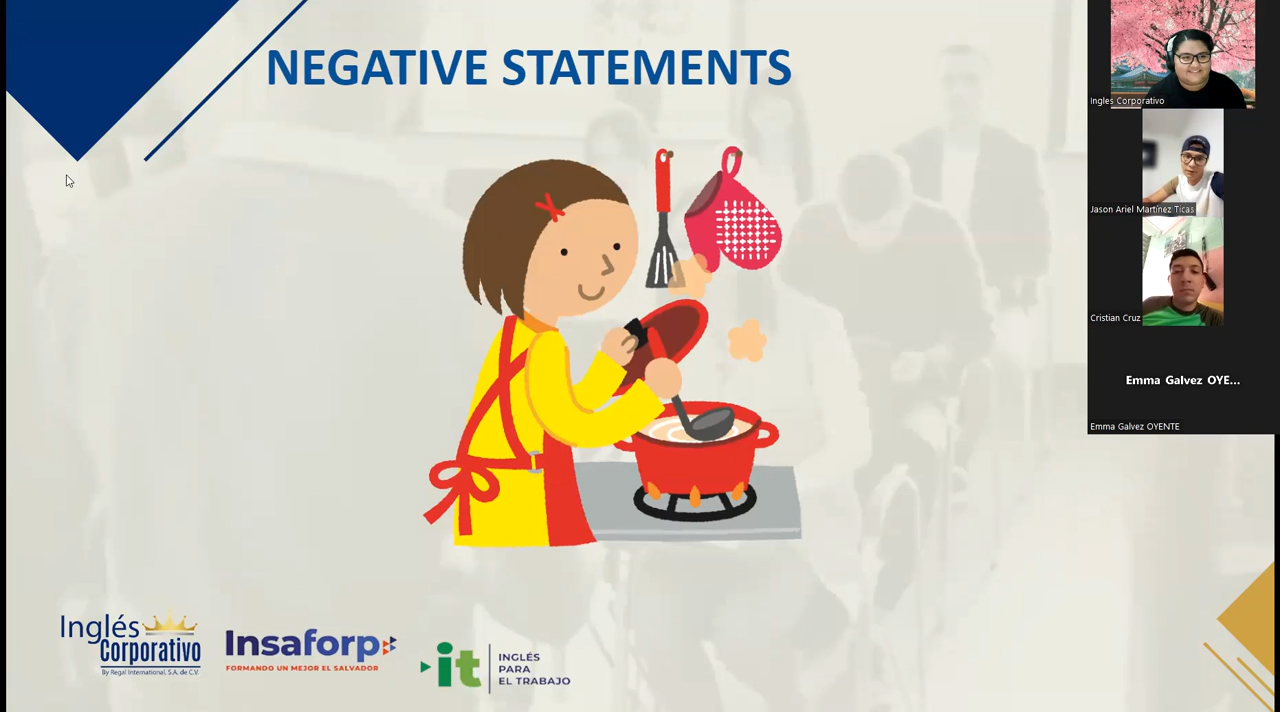 NEGATIVE STATEMENTS
Ingles Corporativo
Jason Ariel Martinez Ticas
Cristian Cruz
Emma Galvez OYE...
Emma Galvez OYENTE
Inglés
Corporativo
By Regal International, S.A. de C.V.
Insaforp
FORMANDO UN MEJOR EL SALVADOR
it
INGLÉS
PARA
EL TRABAJO